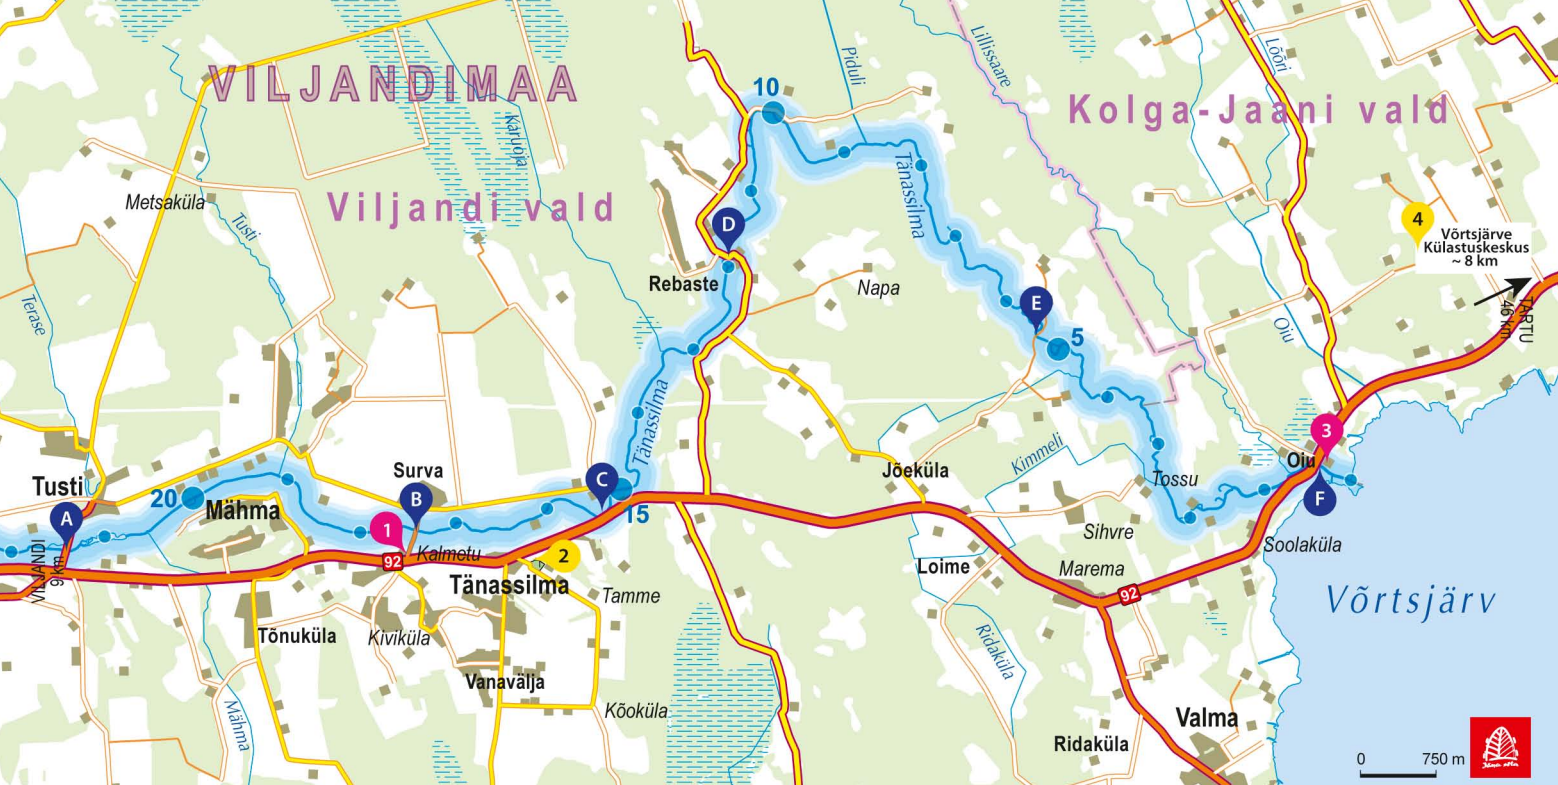 VILJANDIMAA
Viljandi vald
Kolga-Jaani vald
10
Piduli
Lillissaare
Lõõri
Karuoja
Metsaküla
Tusti
Tänassilma
4
Võrtsjärve
Külastuskeskus
~ 8 km
D
Rebaste
Napa
E
5
Terase
Oiu
TARTU
46 km
Tänassilma
3
Oiu
Kimmeli
Jõeküla
Tossu
Surva
Tusti
20
Mähma
C
15
B
A
F
1
VILJANDI
9 km
92
Kalmetu
2
Tänassilma
Tamme
Sihvre
Soolaküla
Loime
Marema
92
Võrtsjärv
Tõnuküla
Kiviküla
Ridaküla
Vanavälja
Kõoküla
Mähma
Valma
Ridaküla
0 750 m